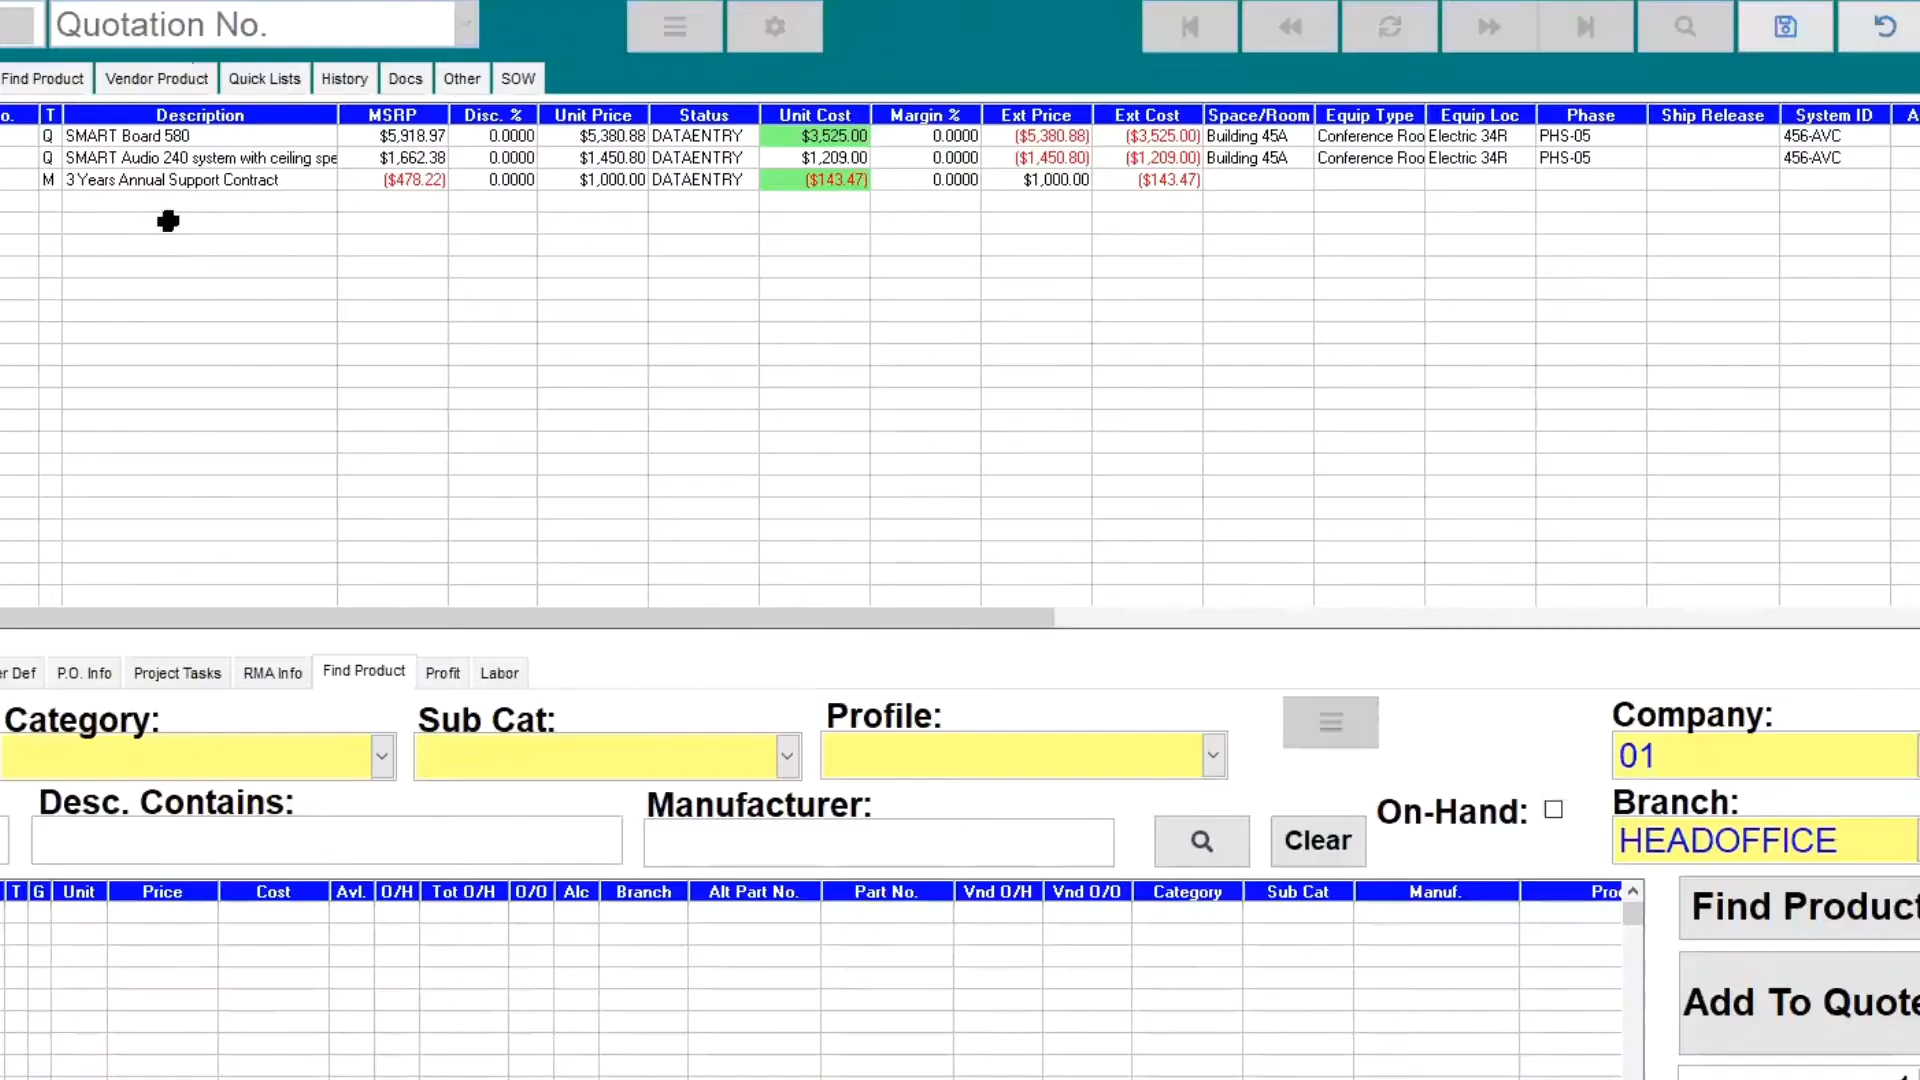 Quotation No.
Find Product Vendor Product Quick Lists History Docs Other SOW
o. T Description MSRP Disc. % Unit Price Status Unit Cost Margin % Ext Price Ext Cost Space/Room Equip Type Equip Loc Phase Ship Release System ID A
Q SMART Board 580 $5,918.97 0.0000 $5,380.88 DATAENTRY $3,525.00 0.0000 ($5,380.88) ($3,525.00) Building 45A Conference Roo Electric 34R PHS-05 456-AVC
Q SMART Audio 240 system with ceiling spe $1,662.38 0.0000 $1,450.80 DATAENTRY $1,209.00 0.0000 ($1,450.80) ($1,209.00) Building 45A Conference Roo Electric 34R PHS-05 456-AVC
M 3 Years Annual Support Contract ($478.22) 0.0000 $1,000.00 DATAENTRY ($143.47) 0.0000 $1,000.00 ($143.47)
er Def P.O. Info Project Tasks RMA Info Find Product Profit Labor
Category: Sub Cat: Profile: Company:
01
Desc. Contains: Manufacturer: On-Hand: Branch:
Clear HEADOFFICE
T G Unit Price Cost Avl. O/H Tot O/H O/O Alc Branch Alt Part No. Part No. Vnd O/H Vnd O/O Category Sub Cat Manuf. Proc
Find Product
Add To Quote